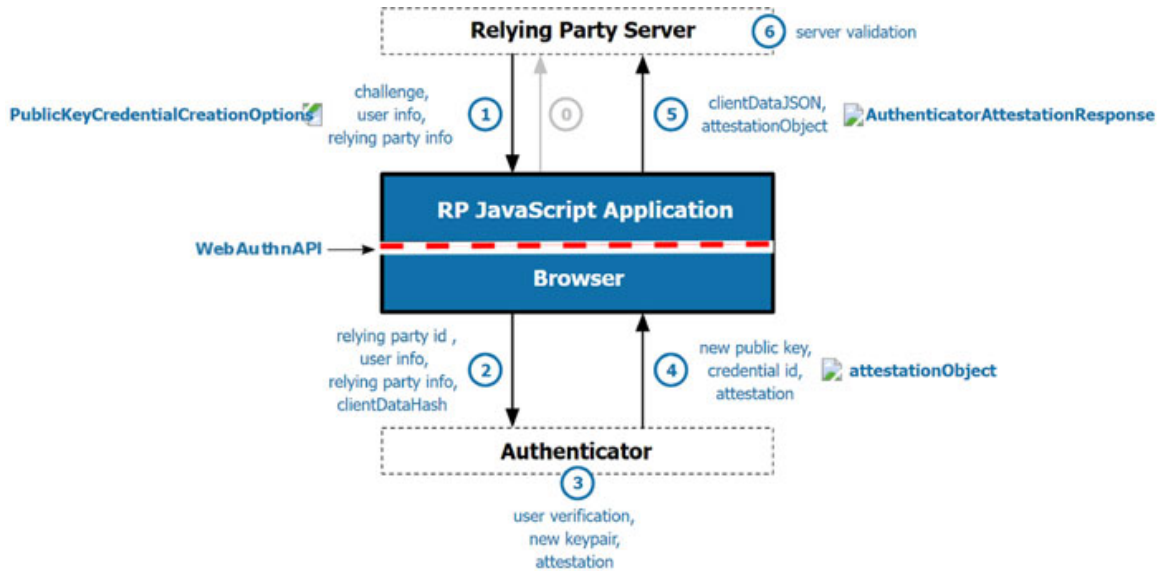 Relying Party Server
6 server validation
PublicKeyCredentialCreationOptions
challenge,
user info,
relying party info
1
0
5
clientDataJSON,
attestationObject
AuthenticatorAttestationResponse
RP JavaScript Application
WebAuthnAPI
Browser
relying party id ,
user info,
relying party info,
clientDataHash
2
4
new public key,
credential id,
attestation
attestationObject
Authenticator
3
user verification,
new keypair,
attestation